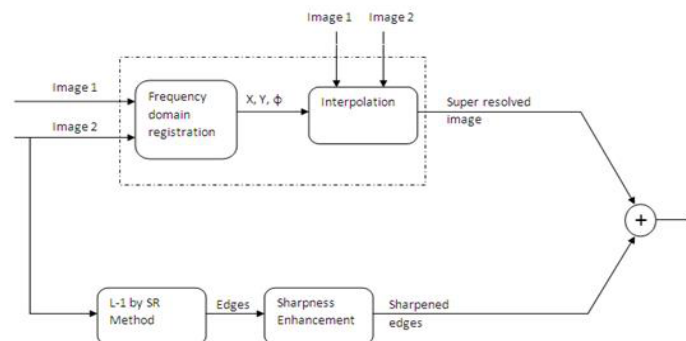 Image 1 Image 2
Image 1
Image 2
Frequency
domain
registration
X, Y, ϕ
Interpolation
Super resolved
image
+
L-1 by SR
Method
Edges
Sharpness
Enhancement
Sharpened
edges